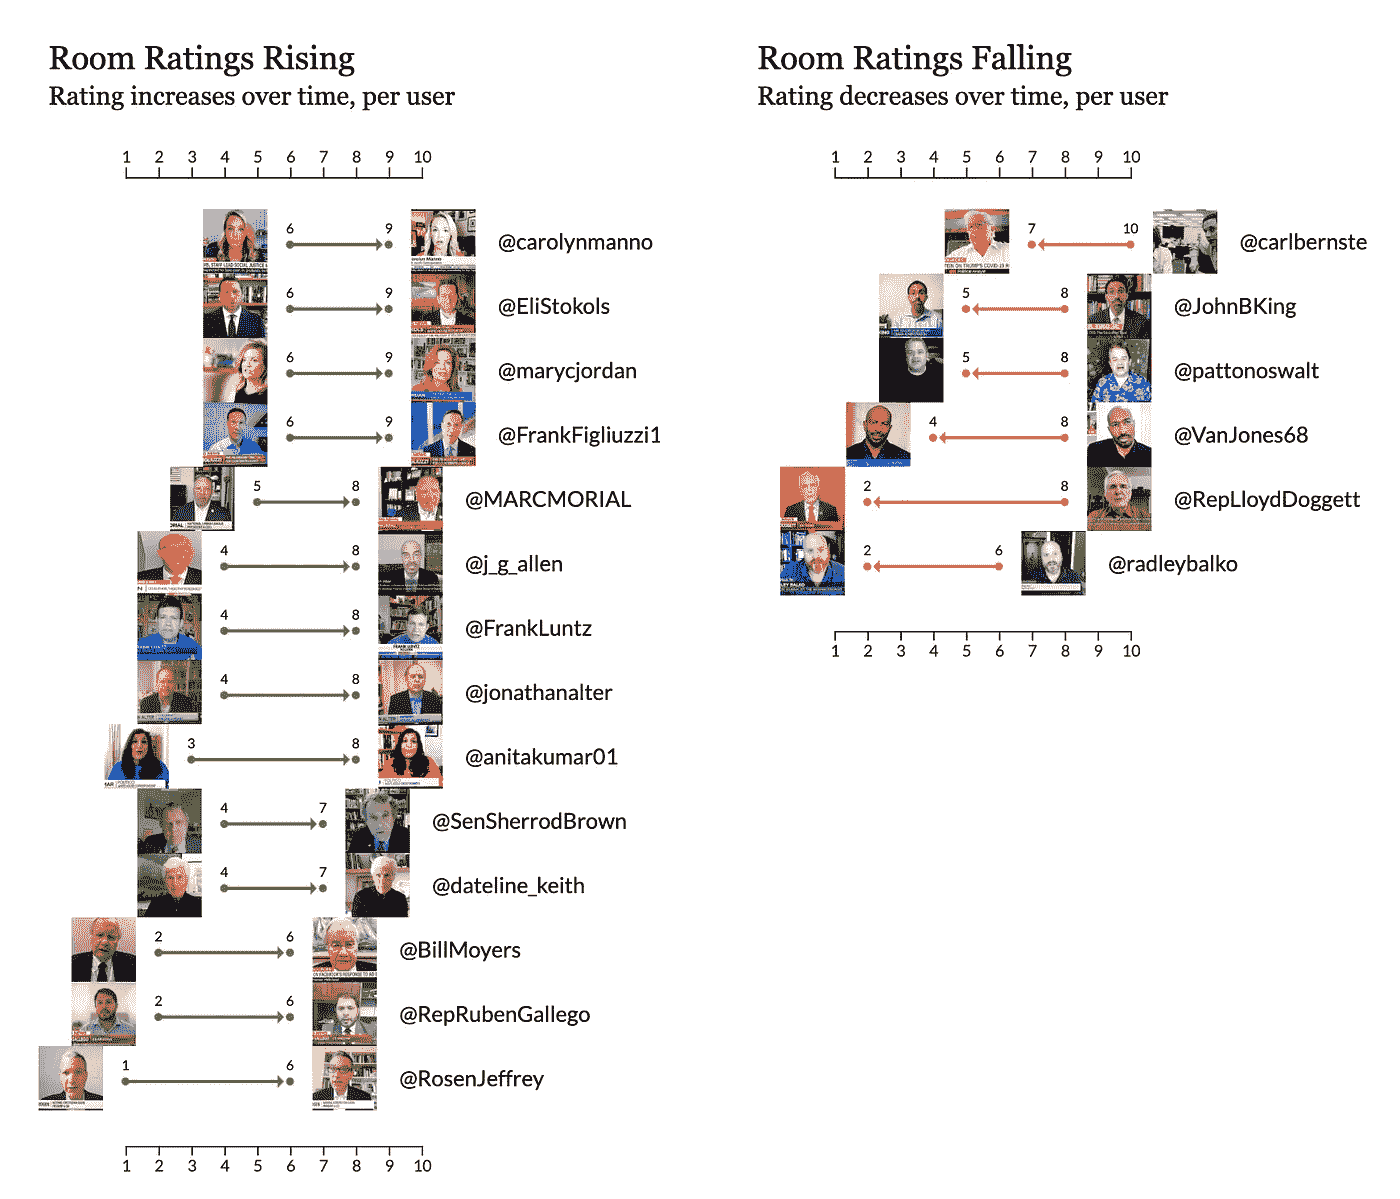 Room Ratings Rising
Rating increases over time, per user
1 2 3 4 5 6 7 8 9 10
6 9 @carolynmanno
6 9 @EliStokols
6 9 @marycjordan
6 9 @FrankFigliuzzi1
5 8 @MARCMORIAL
4 8 @j_g_allen
4 8 @FrankLuntz
4 8 @jonathanalter
3 8 @anitakumar01
4 7 @SenSherrodBrown
4 7 @dateline_keith
2 6 @BillMoyers
2 6 @RepRubenGallego
1 6 @RosenJeffrey
1 2 3 4 5 6 7 8 9 10
Room Ratings Falling
Rating decreases over time, per user
1 2 3 4 5 6 7 8 9 10
7 10 @carlbernste
5 8 @JohnBKing
5 8 @pattonoswalt
4 8 @VanJones68
2 8 @RepLloydDoggett
2 6 @radleybalko
1 2 3 4 5 6 7 8 9 10